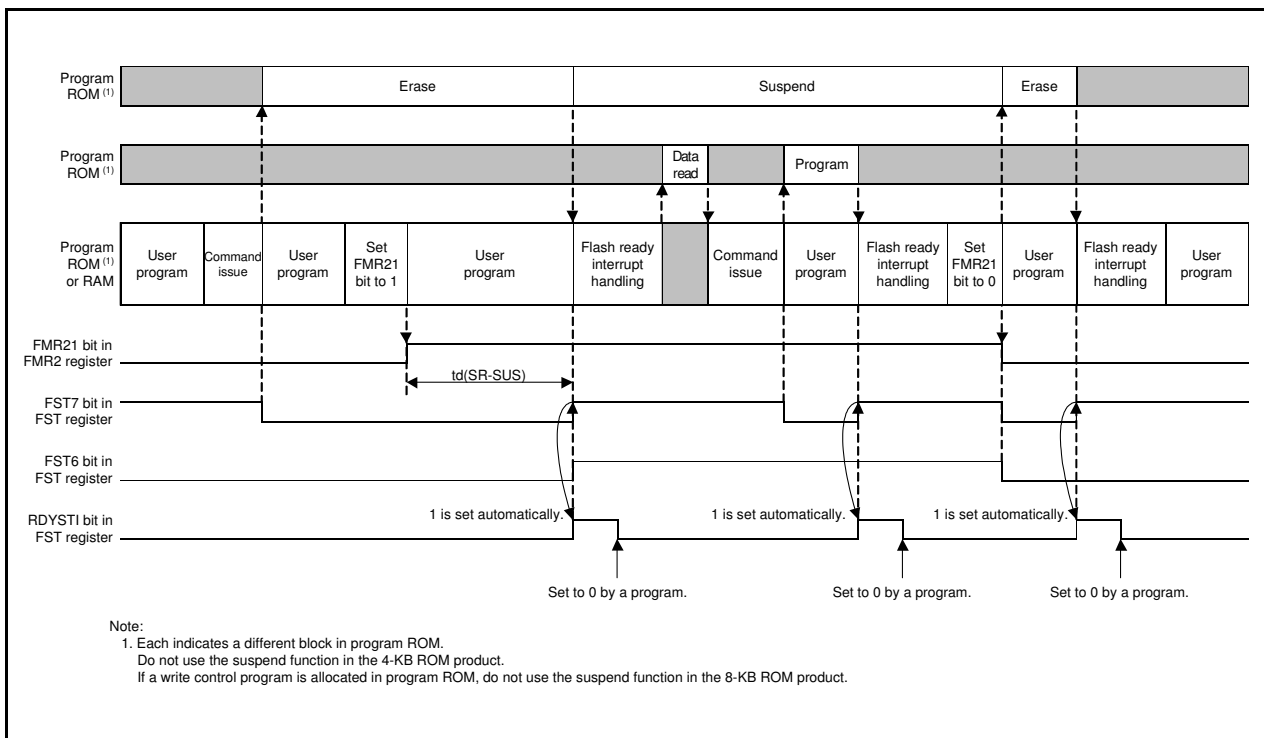 Program
ROM (1)
Erase
Suspend
Erase
Program
ROM (1)
Data
read
Program
Program
ROM (1)
or RAM
User
program
Command
issue
User
program
Set
FMR21
bit to 1
User
program
Flash ready
interrupt
handling
Command
issue
User
program
Flash ready
interrupt
handling
Set
FMR21
bit to 0
User
program
Flash ready
interrupt
handling
User
program
FMR21 bit in
FMR2 register
td(SR-SUS)
FST7 bit in
FST register
FST6 bit in
FST register
RDYSTI bit in
FST register
1 is set automatically.
1 is set automatically.
1 is set automatically.
Set to 0 by a program.
Set to 0 by a program.
Set to 0 by a program.
Note:
1. Each indicates a different block in program ROM.
Do not use the suspend function in the 4-KB ROM product.
If a write control program is allocated in program ROM, do not use the suspend function in the 8-KB ROM product.